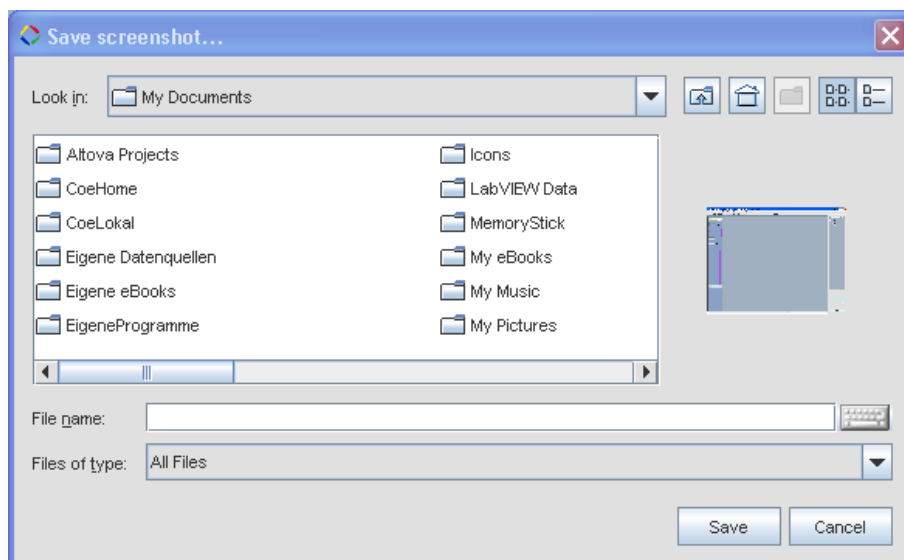 Save screenshot...
Look in: My Documents
Altova Projects
CoeHome
CoeLokal
Eigene Datenquellen
Eigene eBooks
EigeneProgramme
Icons
LabVIEW Data
MemoryStick
My eBooks
My Music
My Pictures
File name:
Files of type: All Files
Save Cancel